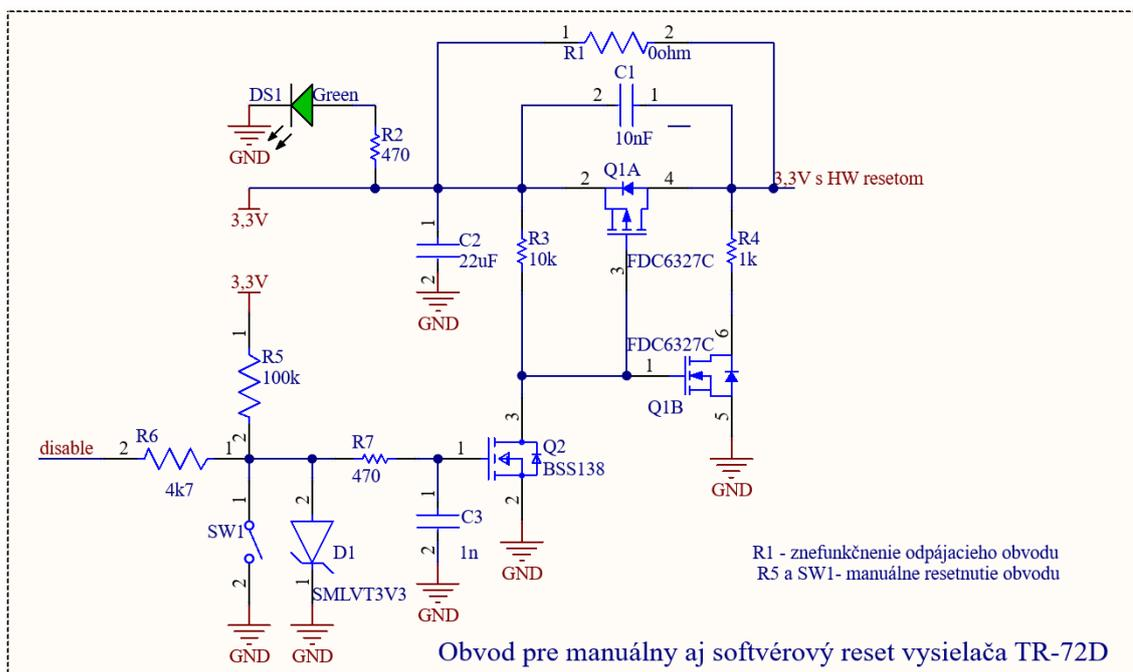 1 2
R1 0ohm
C1
2 1
10nF
DS1 Green
R2
470
GND
Q1A
2 4
3,3V s HW resetom
3,3V
1
C2
22uF
2
GND
R3
10k
3
FDC6327C
R4
1k
3,3V
1
R5
100k
2
FDC6327C
6
1
Q1B
5
GND
disable
2 R6 1
4k7
R7
470
1
3
Q2
BSS138
2
GND
1
SW1
2
GND
2
D1
1
SMLVT3V3
GND
1
C3
1n
2
GND
R1 - znefunkčnenie odpájacieho obvodu
R5 a SW1- manuálne resetnutie obvodu
Obvod pre manuálny aj softvérový reset vysielača TR-72D